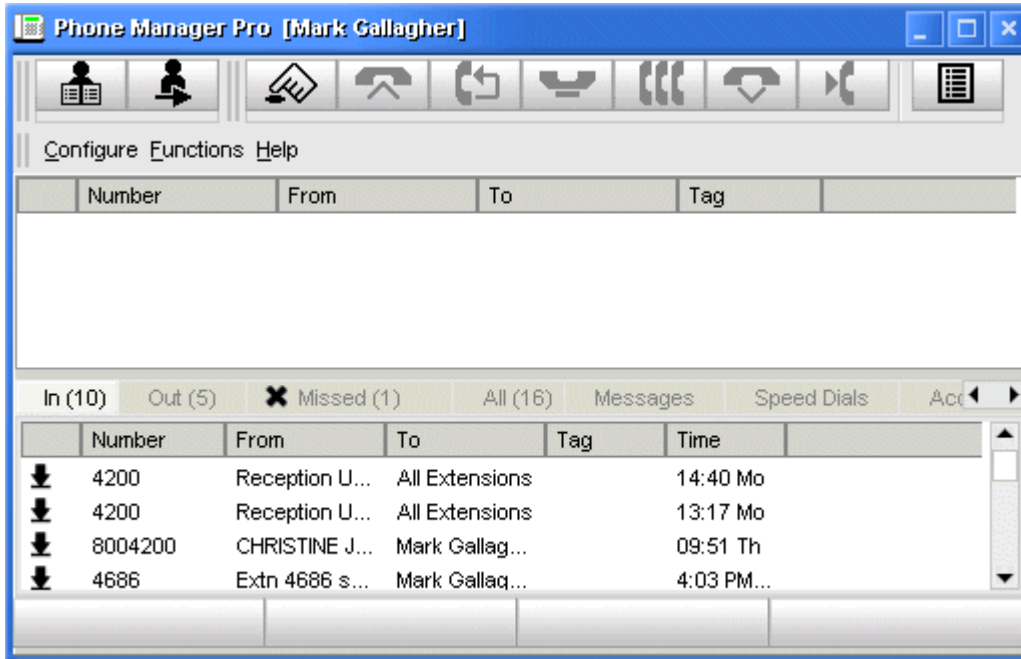 Phone Manager Pro [Mark Gallagher]
Configure Functions Help
Number From To Tag
In (10) Out (5) Missed (1) All (16) Messages Speed Dials Acc
Number From To Tag Time
4200 Reception U... All Extensions 14:40 Mo
4200 Reception U... All Extensions 13:17 Mo
8004200 CHRISTINE J... Mark Gallag... 09:51 Th
4686 Extn 4686 s... Mark Gallag... 4:03 PM...